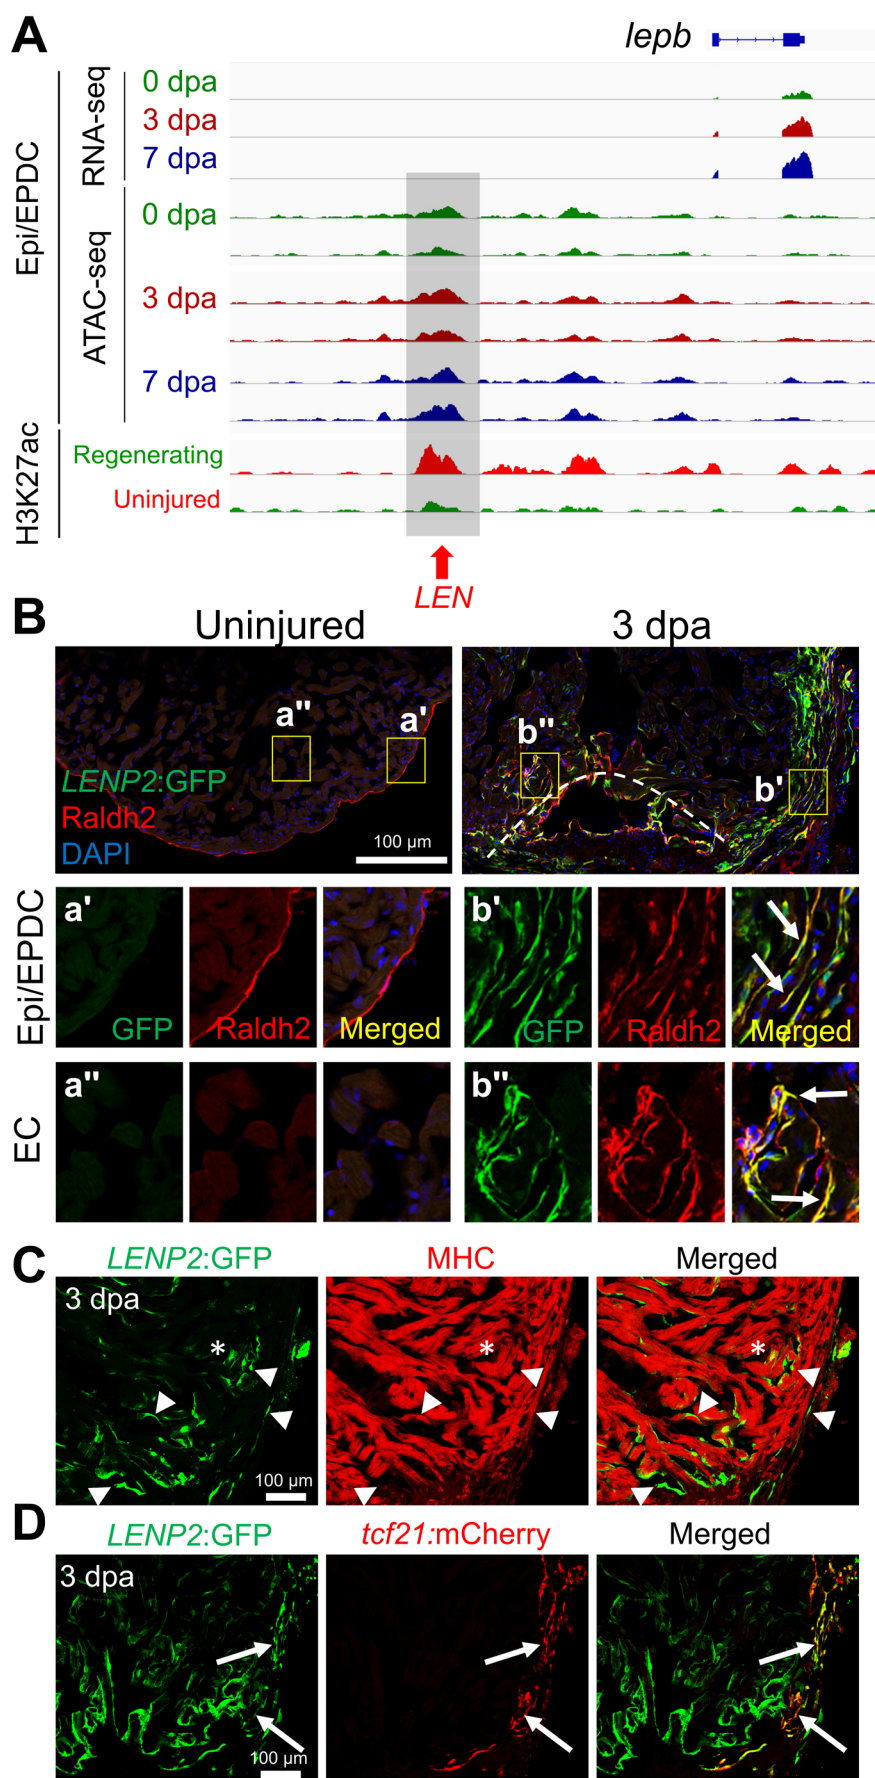 A
lepb
Epi/EPDC
RNA-seq
0 dpa
3 dpa
7 dpa
ATAC-seq
0 dpa
3 dpa
7 dpa
H3K27ac
Regenerating
Uninjured
LEN
B
Uninjured
3 dpa
a"
a'
b"
b'
LENP2:GFP
Raldh2
DAPI
100 µm
Epi/EPDC
a'
GFP
Raldh2
Merged
b'
GFP
Raldh2
Merged
EC
a"
b"
C
LENP2:GFP
MHC
Merged
3 dpa
*
*
*
100 µm
D
LENP2:GFP
tcf21:mCherry
Merged
3 dpa
100 µm